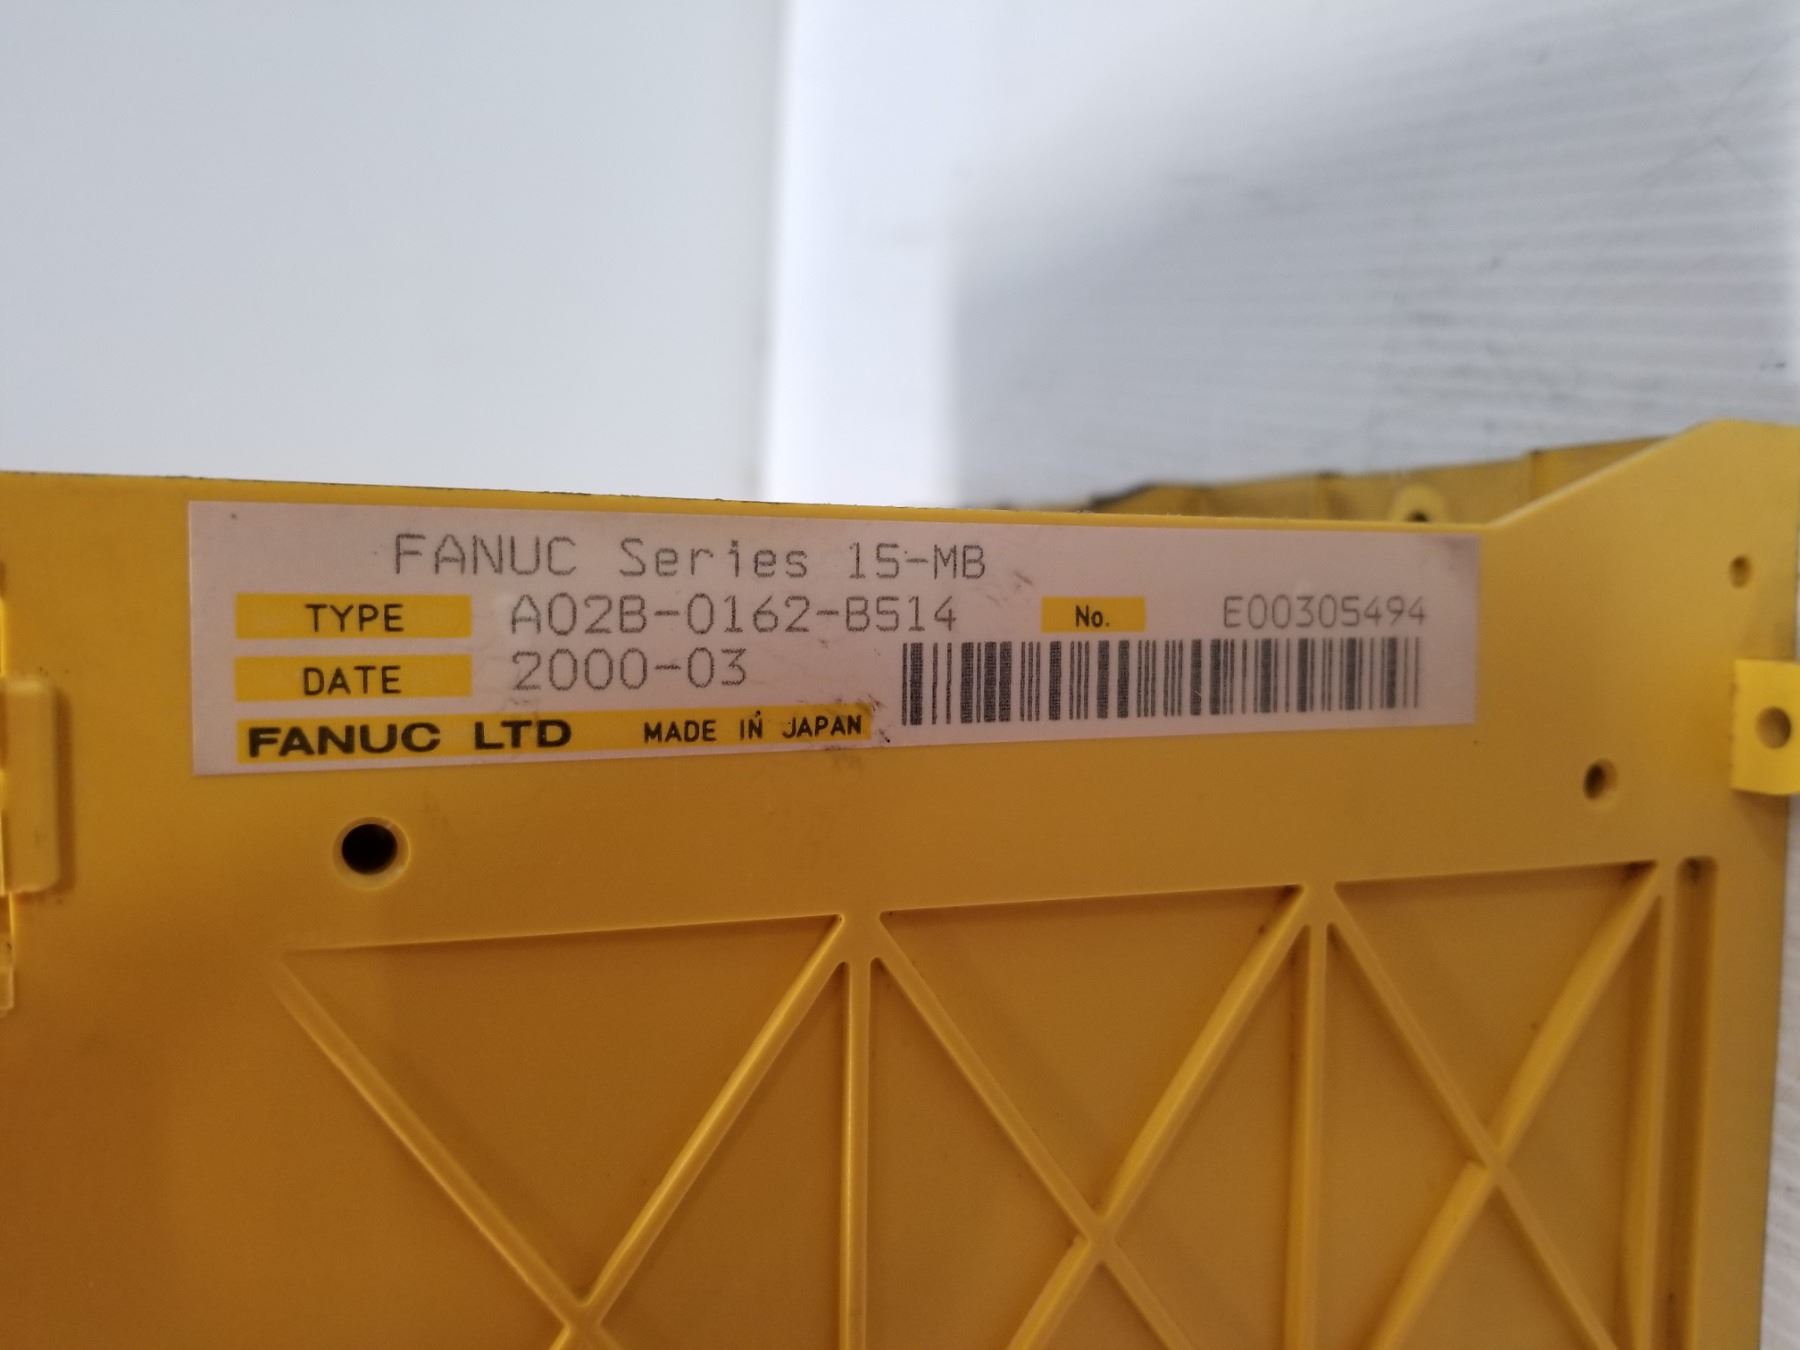 FANUC Series 15-MB
TYPE A02B-0162-B514 No. E00305494
DATE 2000-03
FANUC LTD MADE IN JAPAN